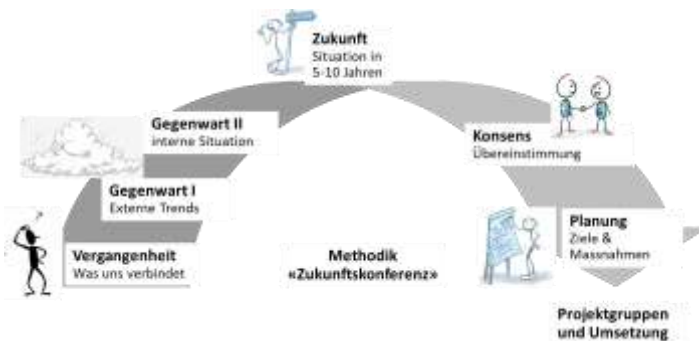 Zukunft
Situation in
5-10 Jahren
Gegenwart II
interne Situation
Konsens
Übereinstimmung
Gegenwart I
Externe Trends
Vergangenheit
Was uns verbindet
Methodik
«Zukunftskonferenz»
Planung
Ziele &
Massnahmen
Projektgruppen
und Umsetzung